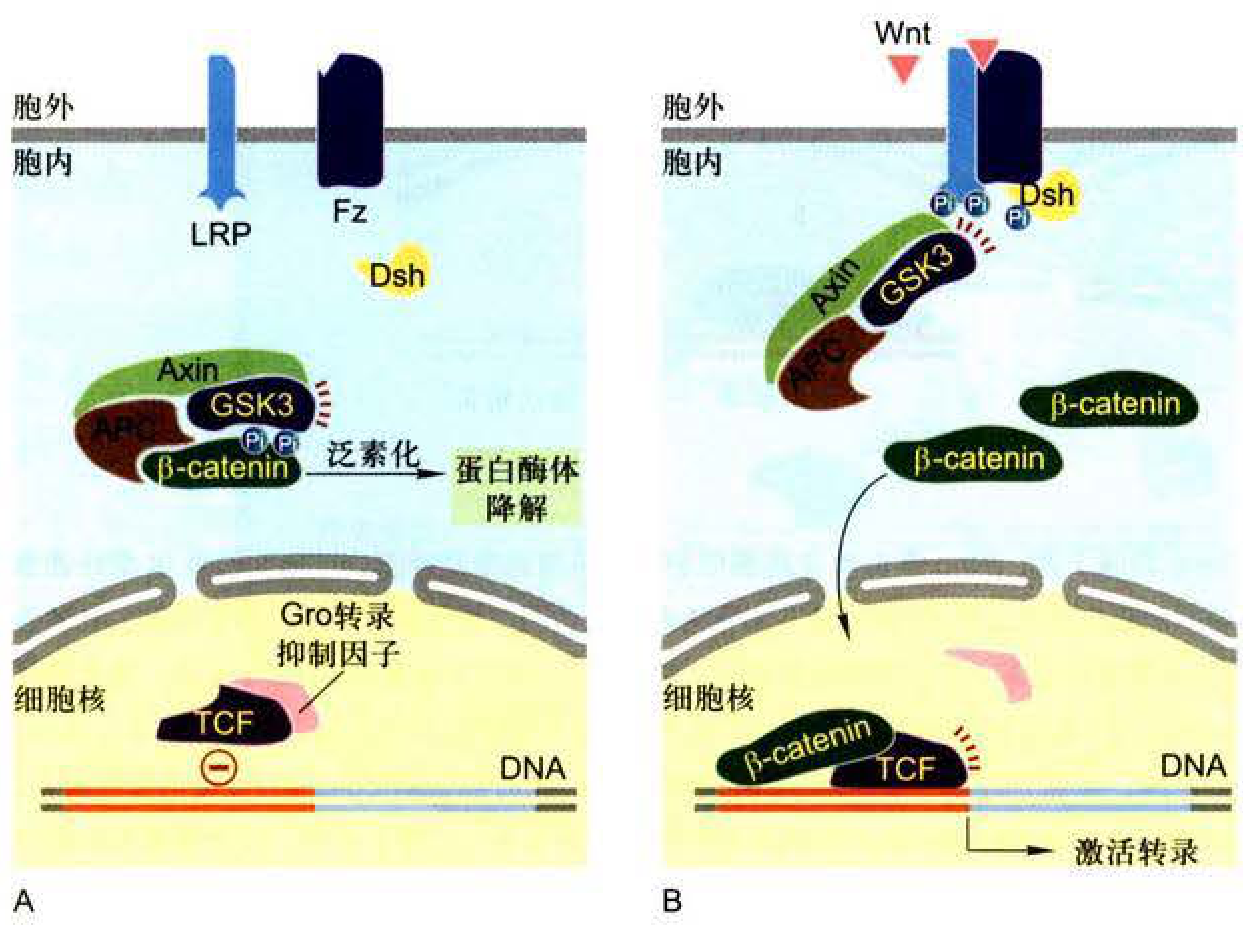 胞外
胞内
LRP
Fz
Dsh
Axin
GSK3
APC
Pi
Pi
β-catenin
泛素化
蛋白酶体
降解
Gro转录
抑制因子
细胞核
TCF
DNA
A
Wnt
胞外
胞内
Pi
Pi
Pi
Dsh
Axin
GSK3
APC
β-catenin
β-catenin
细胞核
β-catenin
TCF
DNA
激活转录
B